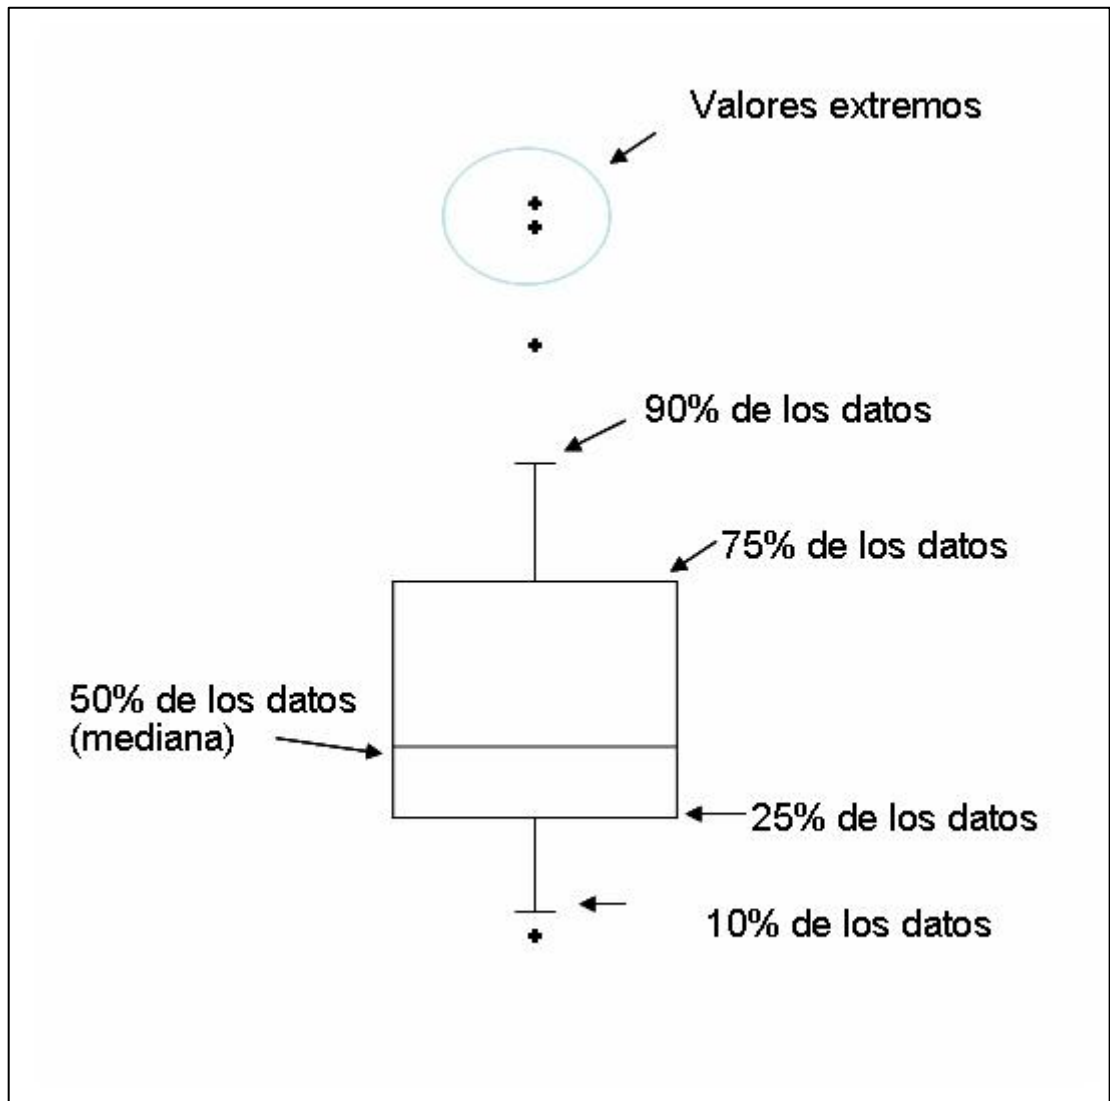 Valores extremos
90% de los datos
75% de los datos
50% de los datos
(mediana)
25% de los datos
10% de los datos